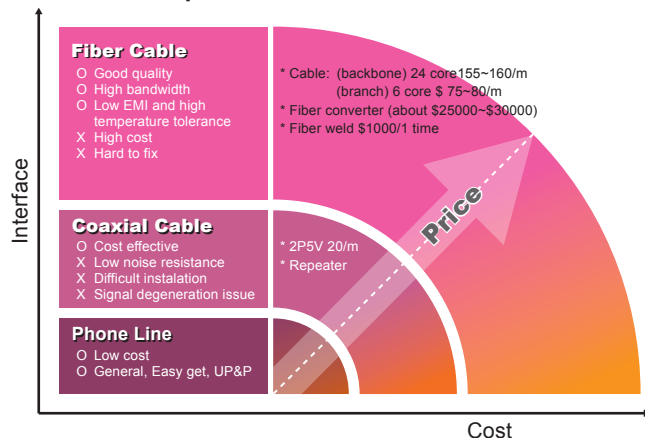 Fiber Cable
O Good quality
O High bandwidth
O Low EMI and high
temperature tolerance
X High cost
X Hard to fix
* Cable: (backbone) 24 core155~160/m
(branch) 6 core $ 75~80/m
* Fiber converter (about $25000~$30000)
* Fiber weld $1000/1 time
Price
Interface
Coaxial Cable
O Cost effective
X Low noise resistance
X Difficult instalation
X Signal degeneration issue
* 2P5V 20/m
* Repeater
Phone Line
O Low cost
O General, Easy get, UP&P
Cost